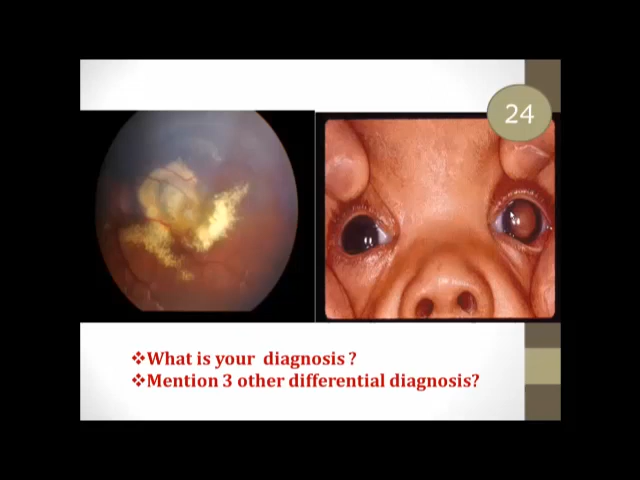 24
❖What is your diagnosis ?
❖Mention 3 other differential diagnosis?